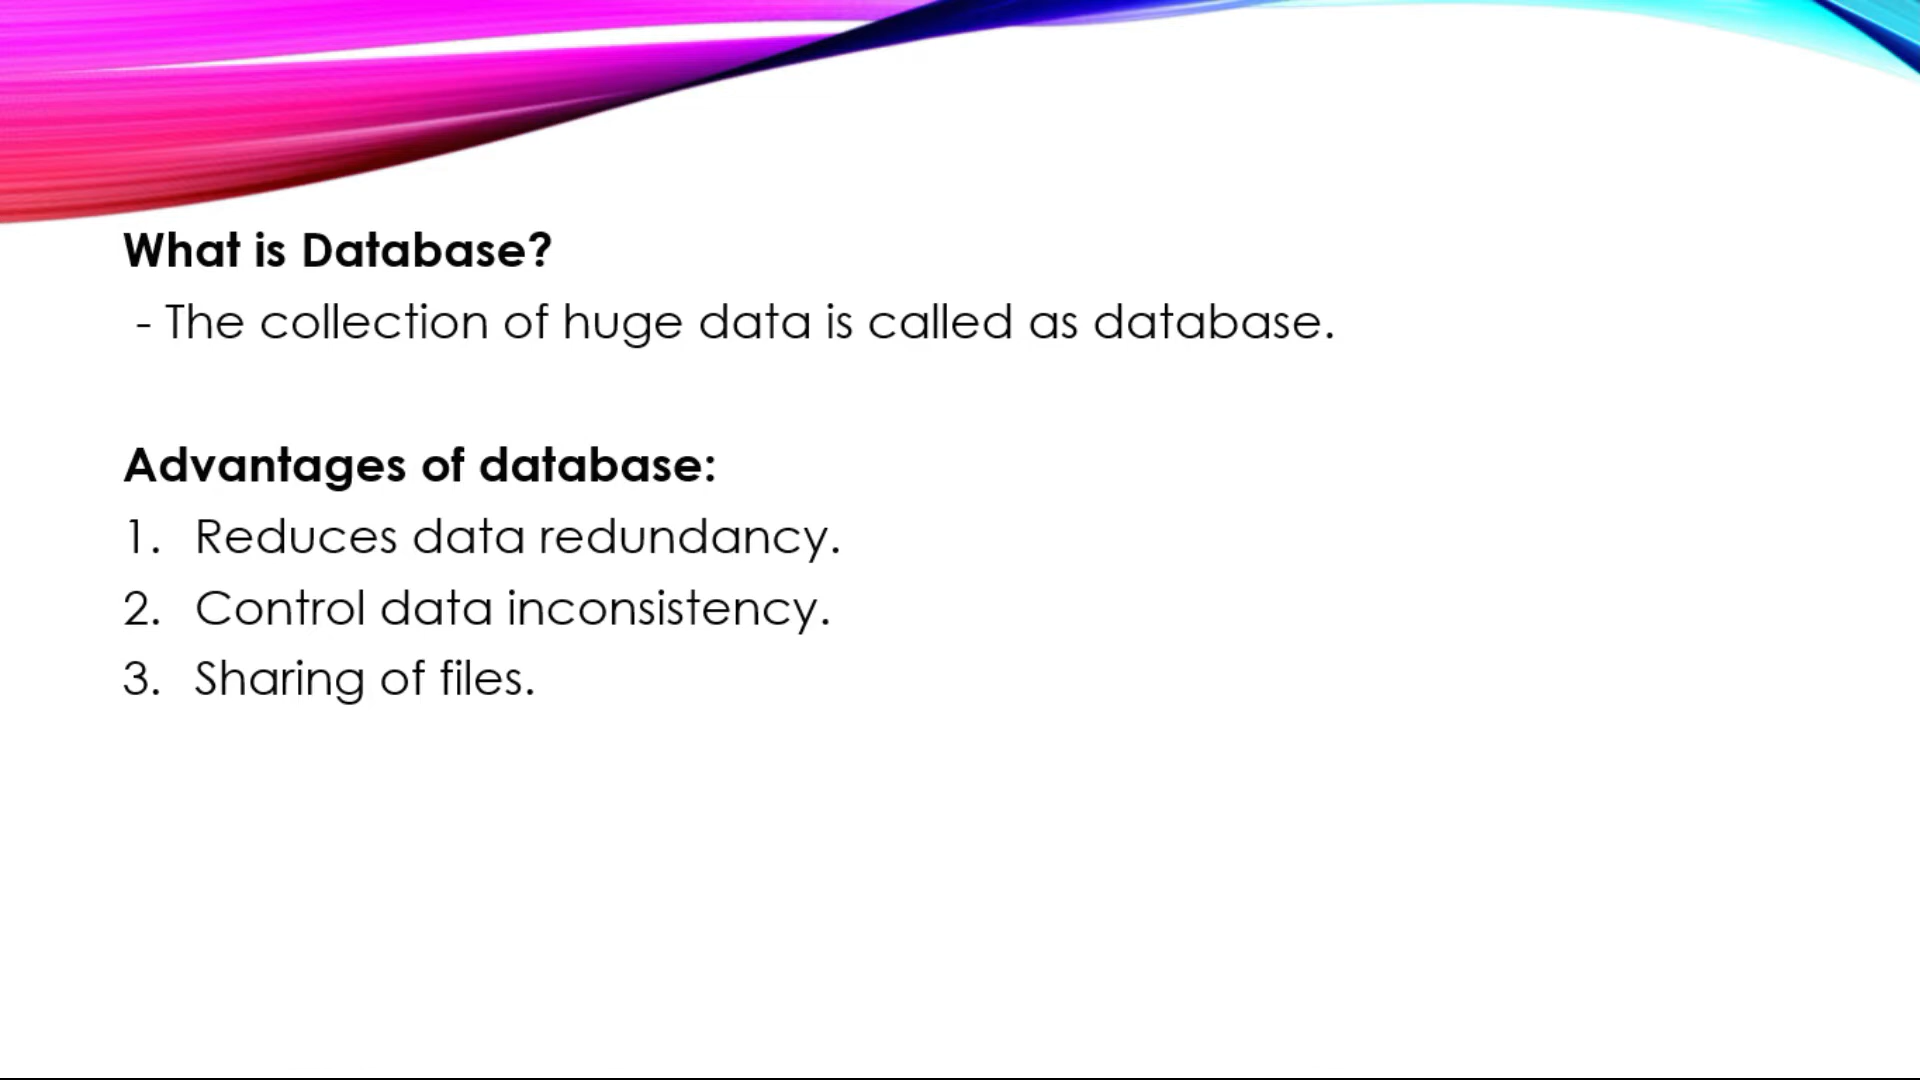 What is Database?
- The collection of huge data is called as database.
Advantages of database:
1. Reduces data redundancy.
2. Control data inconsistency.
3. Sharing of files.